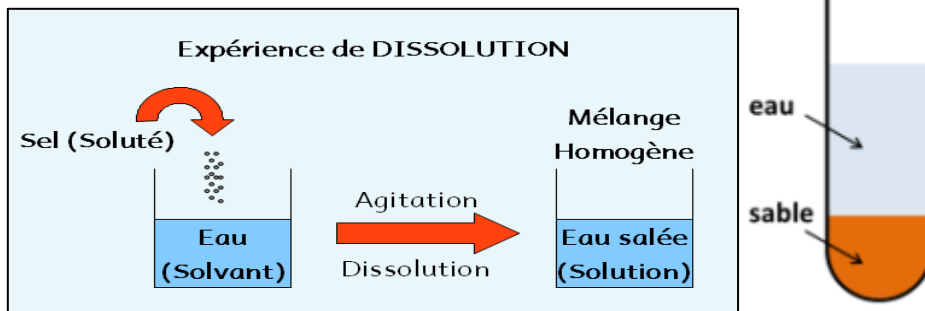 Expérience de DISSOLUTION
Sel (Soluté)
Eau
(Solvant)
Agitation
Dissolution
Mélange
Homogène
Eau salée
(Solution)
eau
sable